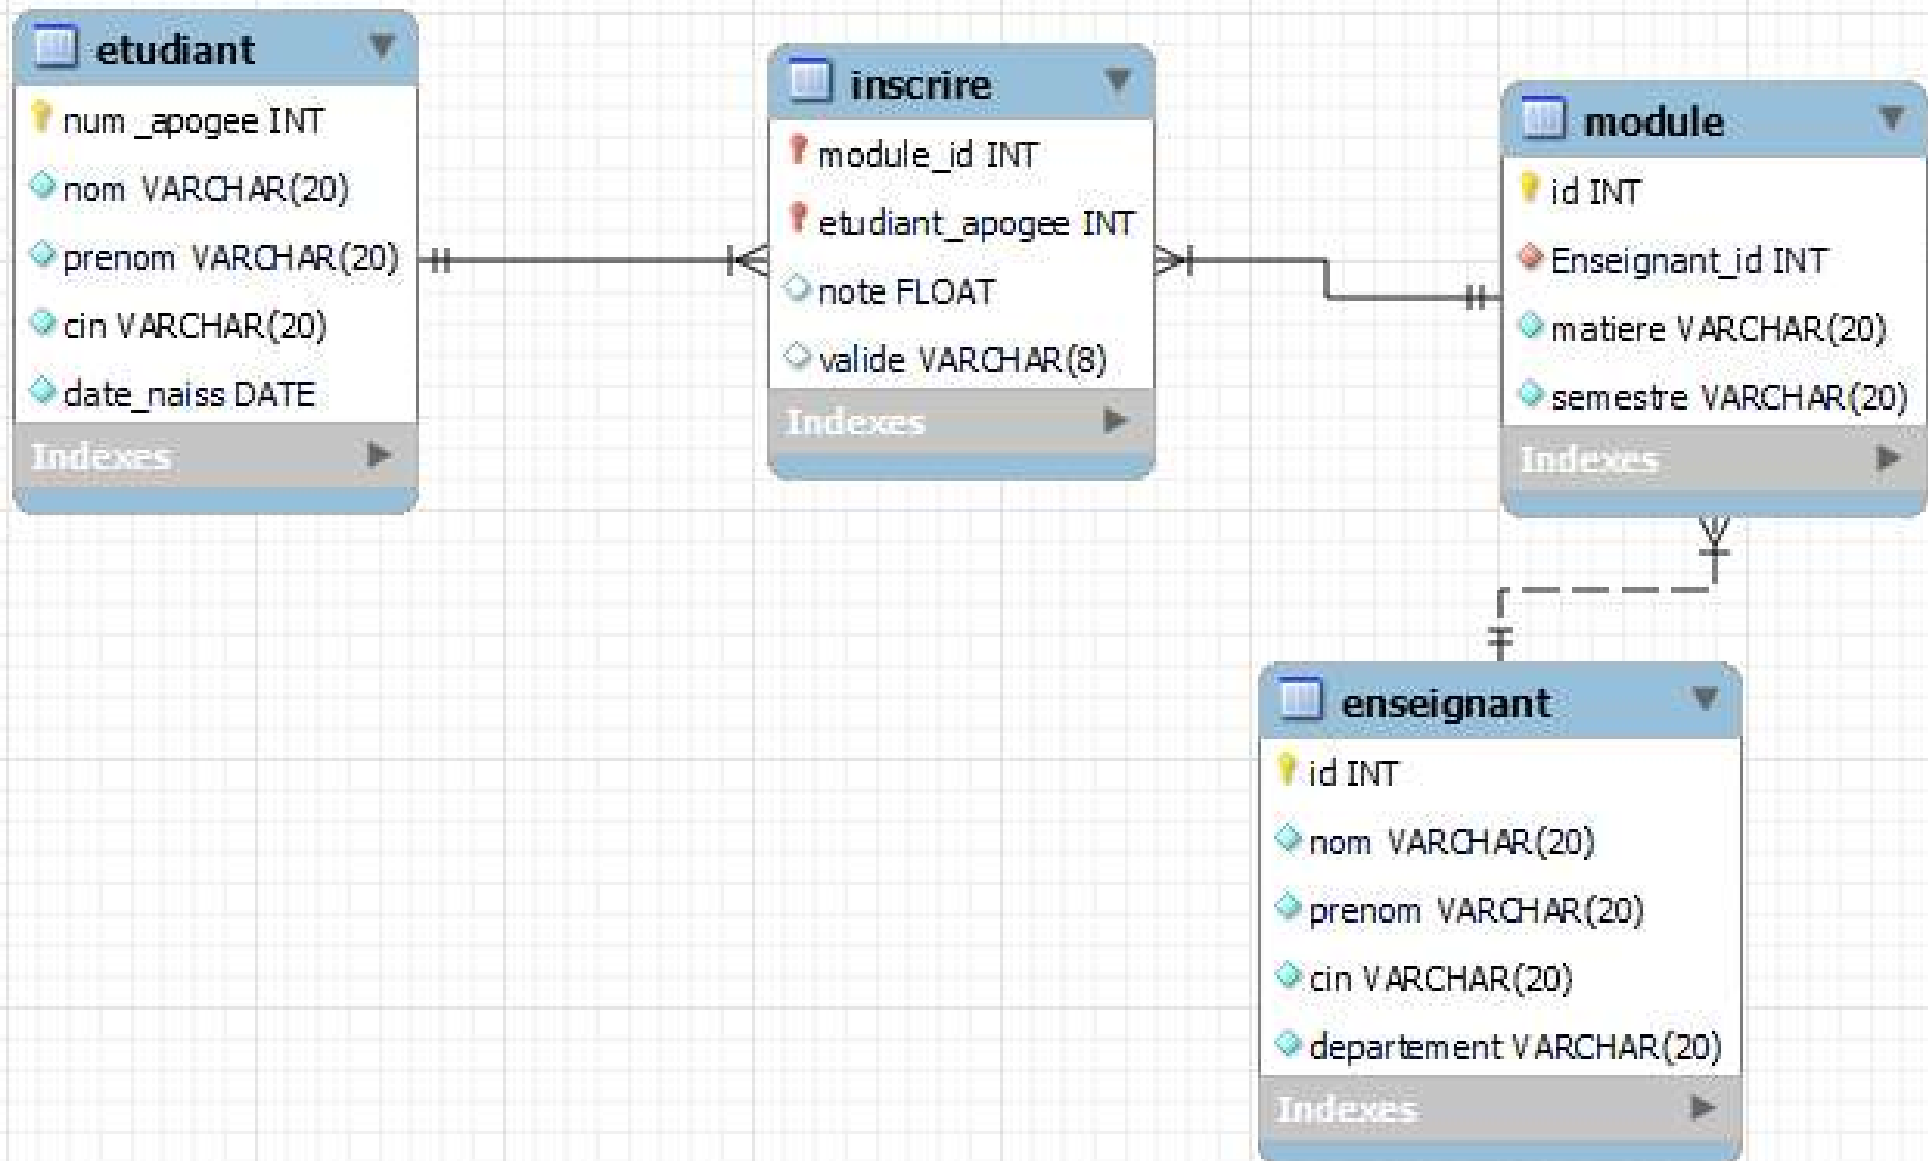 etudiant
num_apogee INT
nom VARCHAR(20)
prenom VARCHAR(20)
cin VARCHAR(20)
date_naiss DATE
Indexes
inscrire
module_id INT
etudiant_apogee INT
note FLOAT
valide VARCHAR(8)
Indexes
module
id INT
Enseignant_id INT
matiere VARCHAR(20)
semestre VARCHAR(20)
Indexes
enseignant
id INT
nom VARCHAR(20)
prenom VARCHAR(20)
cin VARCHAR(20)
departement VARCHAR(20)
Indexes